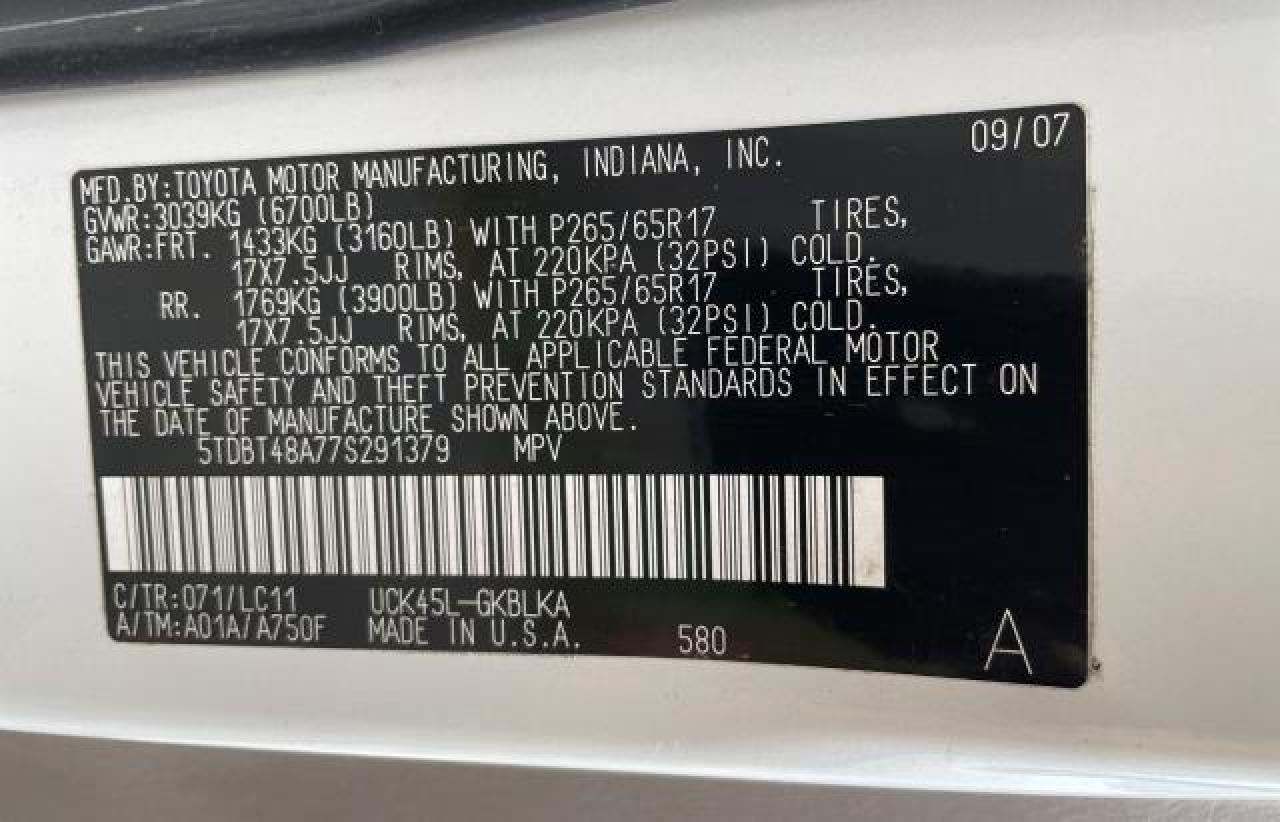 09/07
MFD.BY:TOYOTA MOTOR MANUFACTURING, INDIANA, INC.
GVWR:3039KG (6700LB)
GAWR:FRT. 1433KG (3160LB) WITH P265/65R17 TIRES,
17X7.5JJ RIMS, AT 220KPA (32PSI) COLD.
RR. 1769KG (3900LB) WITH P265/65R17 TIRES,
17X7.5JJ RIMS, AT 220KPA (32PSI) COLD.
THIS VEHICLE CONFORMS TO ALL APPLICABLE FEDERAL MOTOR
VEHICLE SAFETY AND THEFT PREVENTION STANDARDS IN EFFECT ON
THE DATE OF MANUFACTURE SHOWN ABOVE.
5TDBT48A77S291379 MPV
C/TR:071/LC11 UCK45L-GKBLKA
A/TM:A01A/A750F MADE IN U.S.A. 580
A